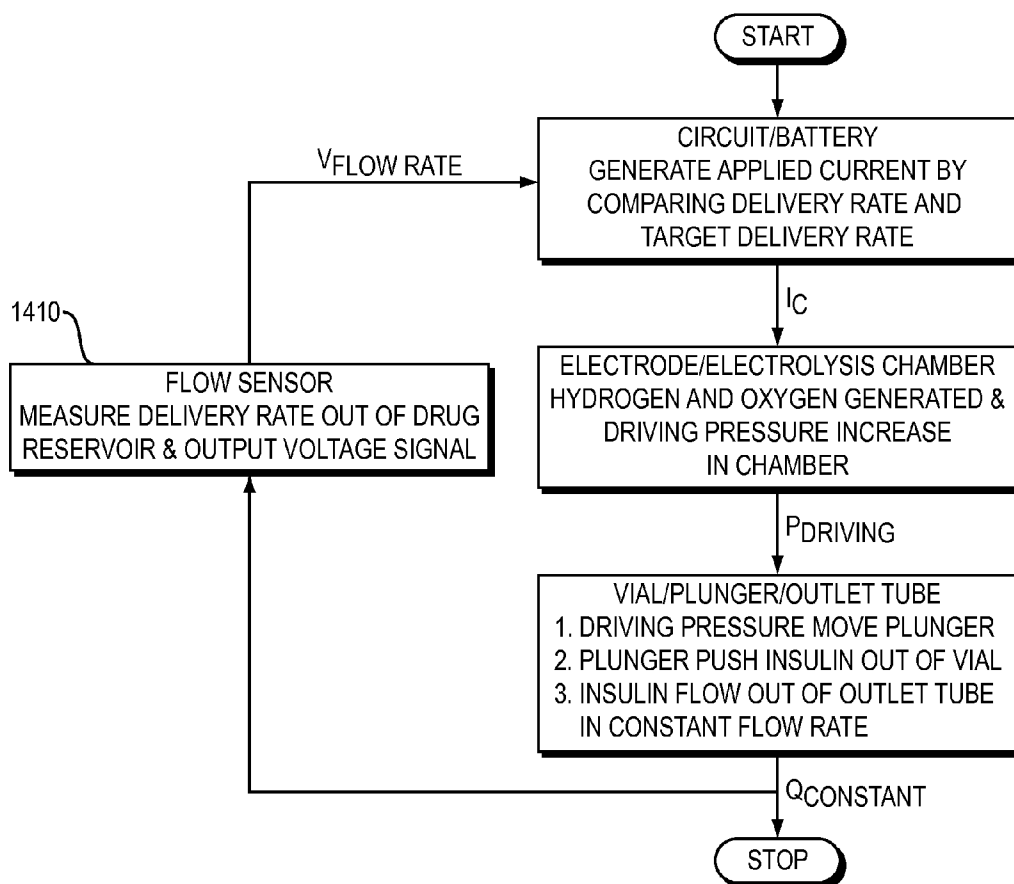 START
CIRCUIT/BATTERY
GENERATE APPLIED CURRENT BY
COMPARING DELIVERY RATE AND
TARGET DELIVERY RATE
VFLOW RATE
IC
1410
FLOW SENSOR
MEASURE DELIVERY RATE OUT OF DRUG
RESERVOIR & OUTPUT VOLTAGE SIGNAL
ELECTRODE/ELECTROLYSIS CHAMBER
HYDROGEN AND OXYGEN GENERATED &
DRIVING PRESSURE INCREASE
IN CHAMBER
PDRIVING
VIAL/PLUNGER/OUTLET TUBE
1. DRIVING PRESSURE MOVE PLUNGER
2. PLUNGER PUSH INSULIN OUT OF VIAL
3. INSULIN FLOW OUT OF OUTLET TUBE
IN CONSTANT FLOW RATE
QCONSTANT
STOP